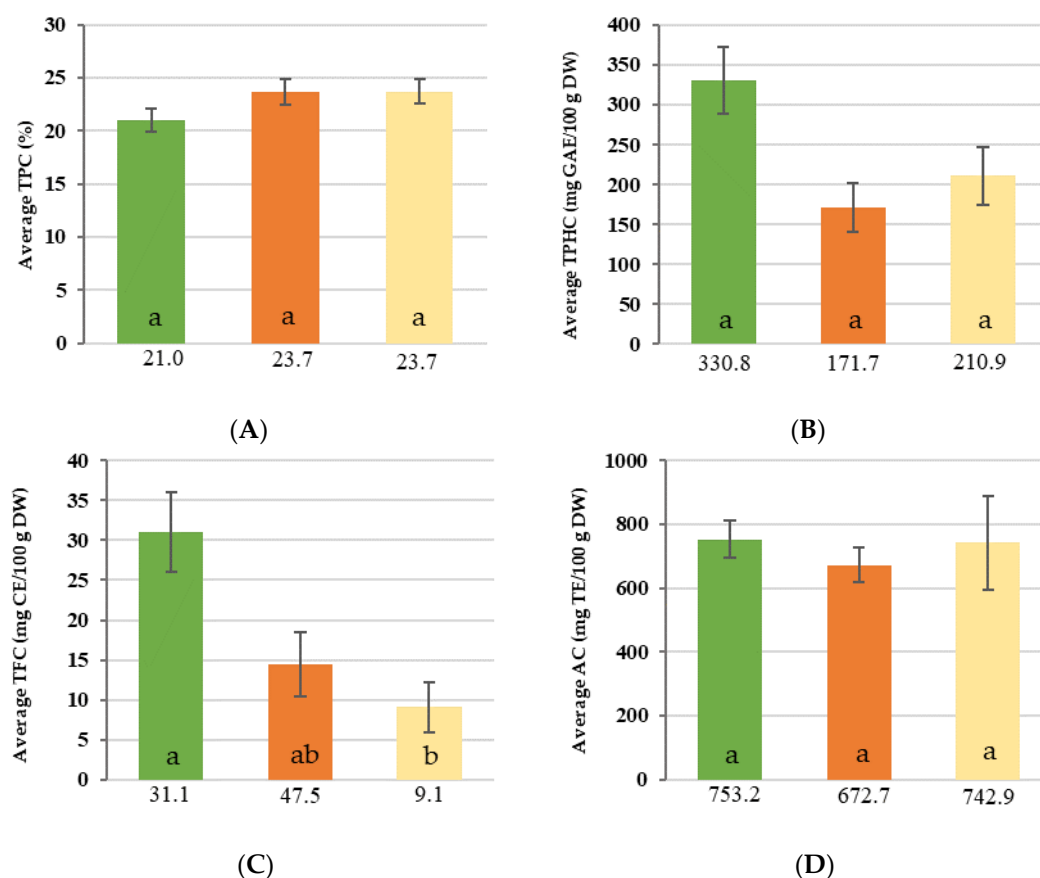 Average TPC (%)
30
25
20
15
10
5
0
a
a
a
21.0
23.7
23.7
(A)
Average TPHC (mg GAE/100 g DW)
400
350
300
250
200
150
100
50
0
a
a
a
330.8
171.7
210.9
(B)
Average TFC (mg CE/100 g DW)
40
35
30
25
20
15
10
5
0
a
ab
b
31.1
47.5
9.1
(C)
Average AC (mg TE/100 g DW)
1000
800
600
400
200
0
a
a
a
753.2
672.7
742.9
(D)